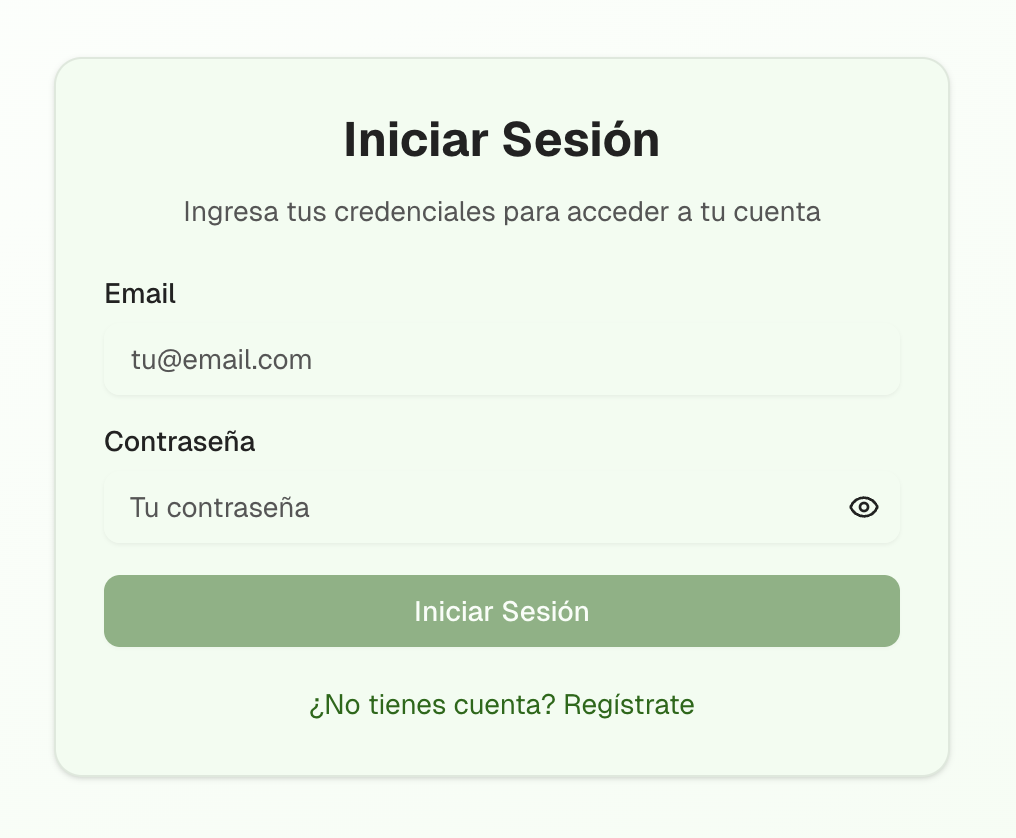 Iniciar Sesión
Ingresa tus credenciales para acceder a tu cuenta
Email
tu@email.com
Contraseña
Tu contraseña
Iniciar Sesión
¿No tienes cuenta? Regístrate